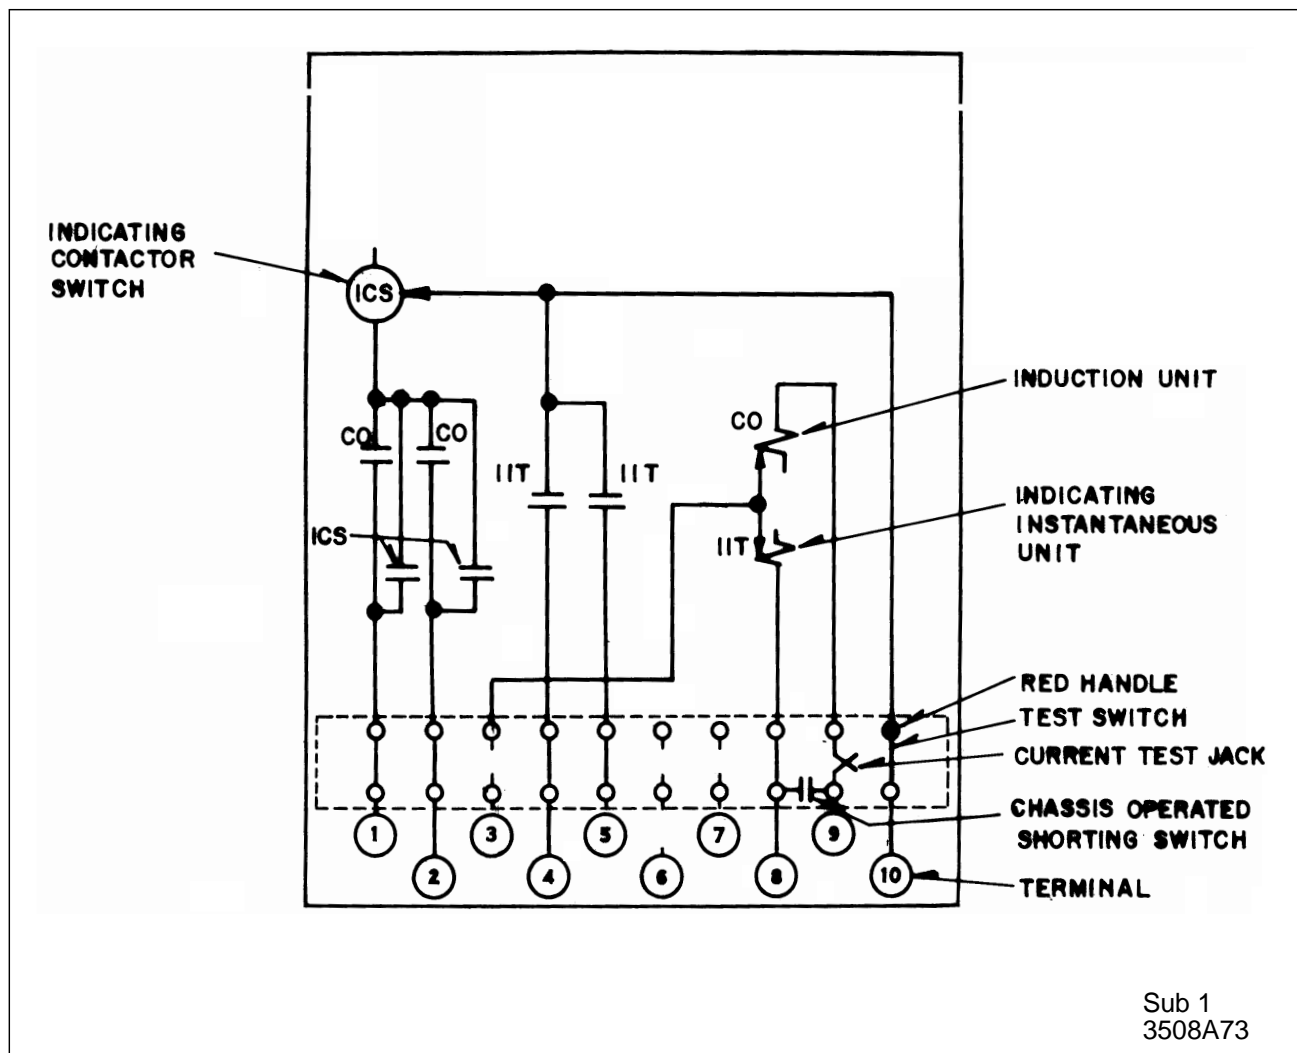 INDICATING
CONTACTOR
SWITCH
ICS
CO
CO
IIT
IIT
ICS
CO
IIT
INDUCTION UNIT
INDICATING
INSTANTANEOUS
UNIT
RED HANDLE
TEST SWITCH
CURRENT TEST JACK
CHASSIS OPERATED
SHORTING SWITCH
TERMINAL
1
2
3
4
5
6
7
8
9
10
Sub 1
3508A73